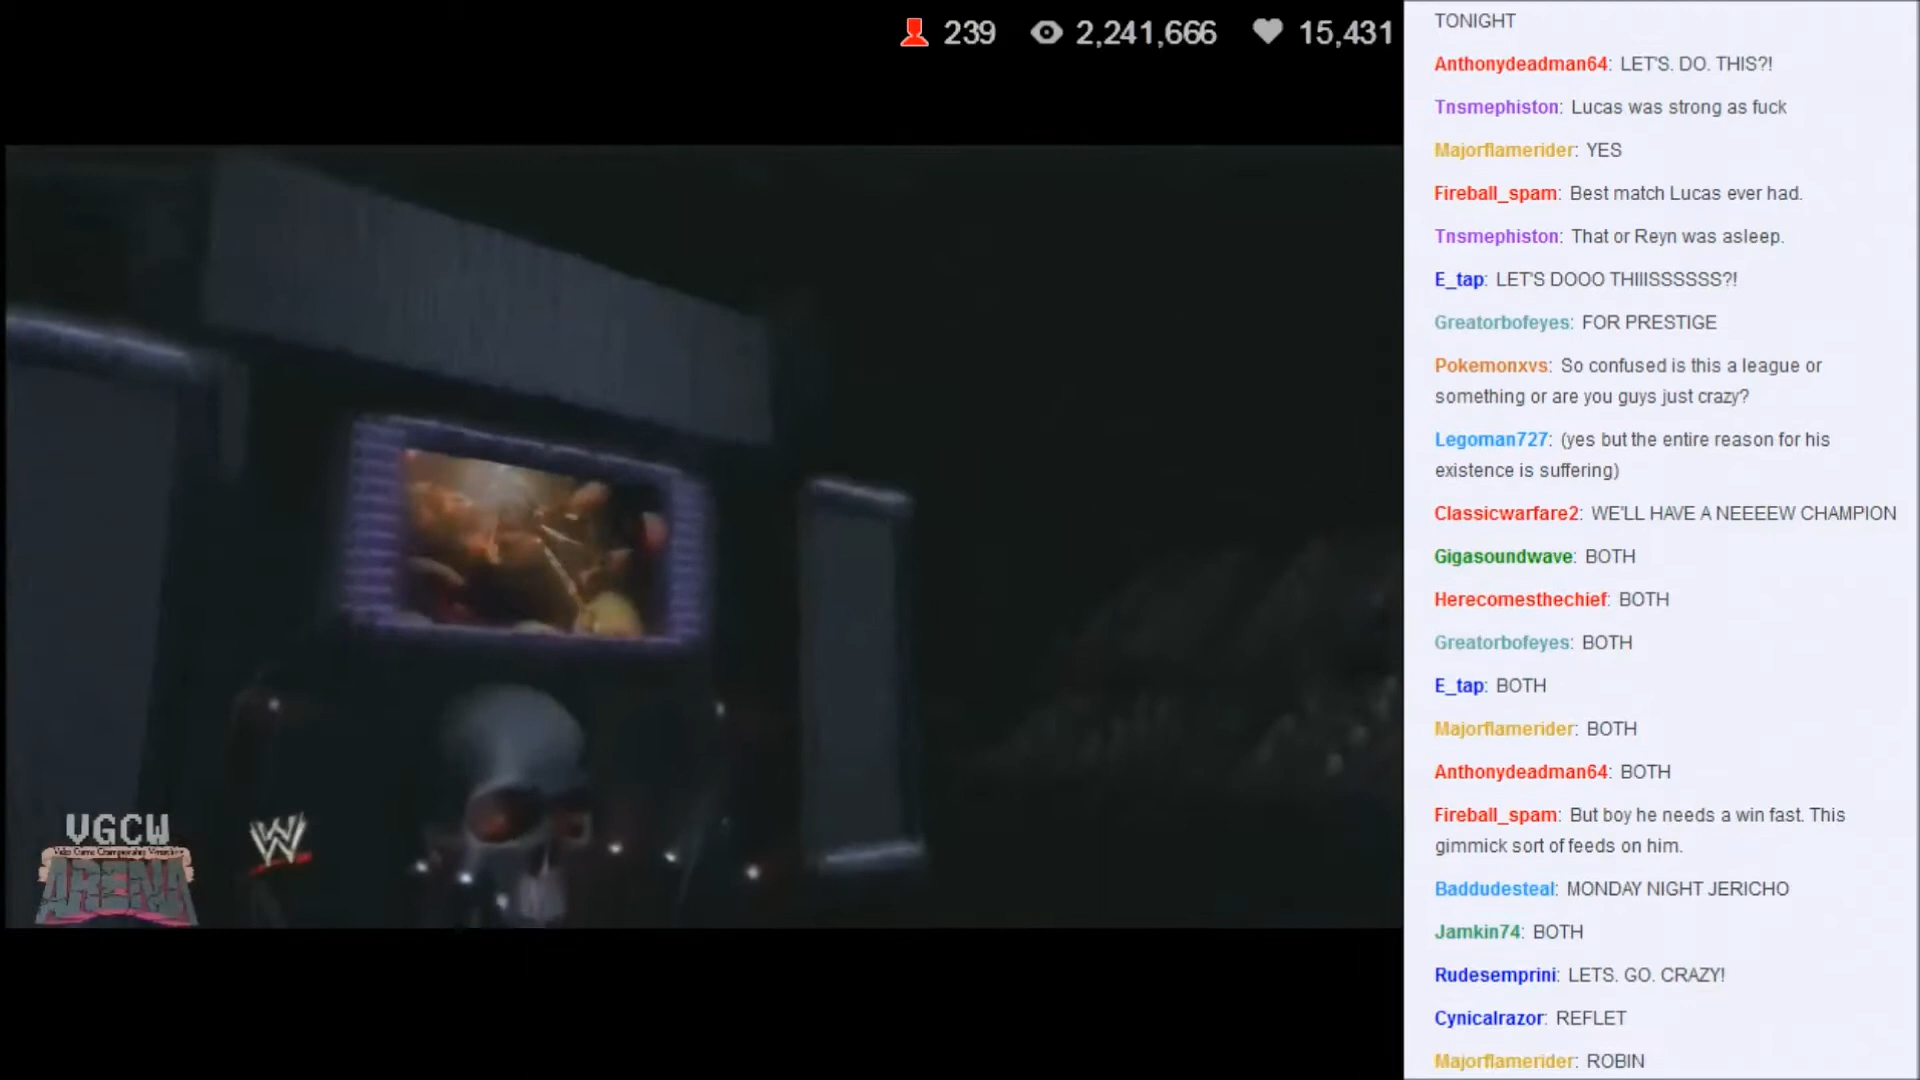 239 2,241,666 15,431
VGCW
Video Game Championship Wrestling
ARENA
W
TONIGHT
Anthonydeadman64: LET'S. DO. THIS?!
Tnsmephiston: Lucas was strong as fuck
Majorflamerider: YES
Fireball_spam: Best match Lucas ever had.
Tnsmephiston: That or Reyn was asleep.
E_tap: LET'S DOOO THIIISSSSSS?!
Greatorbofeyes: FOR PRESTIGE
Pokemonxvs: So confused is this a league or
something or are you guys just crazy?
Legoman727: (yes but the entire reason for his
existence is suffering)
Classicwarfare2: WE'LL HAVE A NEEEEW CHAMPION
Gigasoundwave: BOTH
Herecomesthechief: BOTH
Greatorbofeyes: BOTH
E_tap: BOTH
Majorflamerider: BOTH
Anthonydeadman64: BOTH
Fireball_spam: But boy he needs a win fast. This
gimmick sort of feeds on him.
Baddudesteal: MONDAY NIGHT JERICHO
Jamkin74: BOTH
Rudesemprini: LETS. GO. CRAZY!
Cynicalrazor: REFLET
Majorflamerider: ROBIN